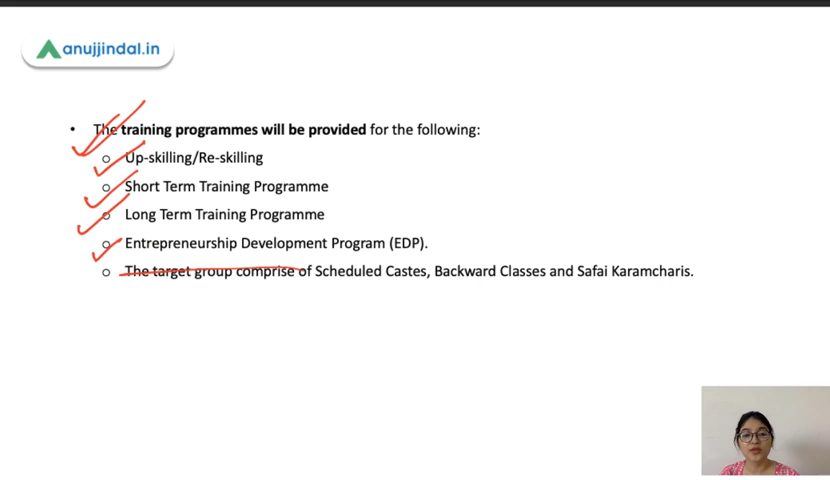 anujjindal.in
• The training programmes will be provided for the following:
o Up-skilling/Re-skilling
o Short Term Training Programme
o Long Term Training Programme
o Entrepreneurship Development Program (EDP).
o The target group comprise of Scheduled Castes, Backward Classes and Safai Karamcharis.